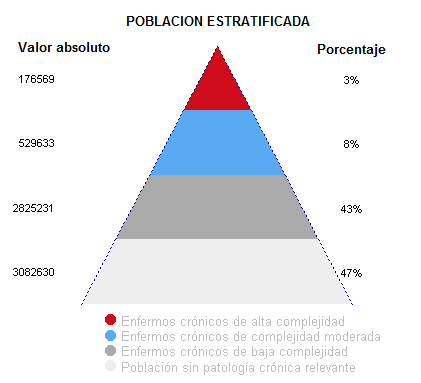 POBLACION ESTRATIFICADA
Valor absoluto Porcentaje
176569 3%
529633 8%
2825231 43%
3082630 47%
Enfermos crónicos de alta complejidad
Enfermos crónicos de complejidad moderada
Enfermos crónicos de baja complejidad
Población sin patología crónica relevante